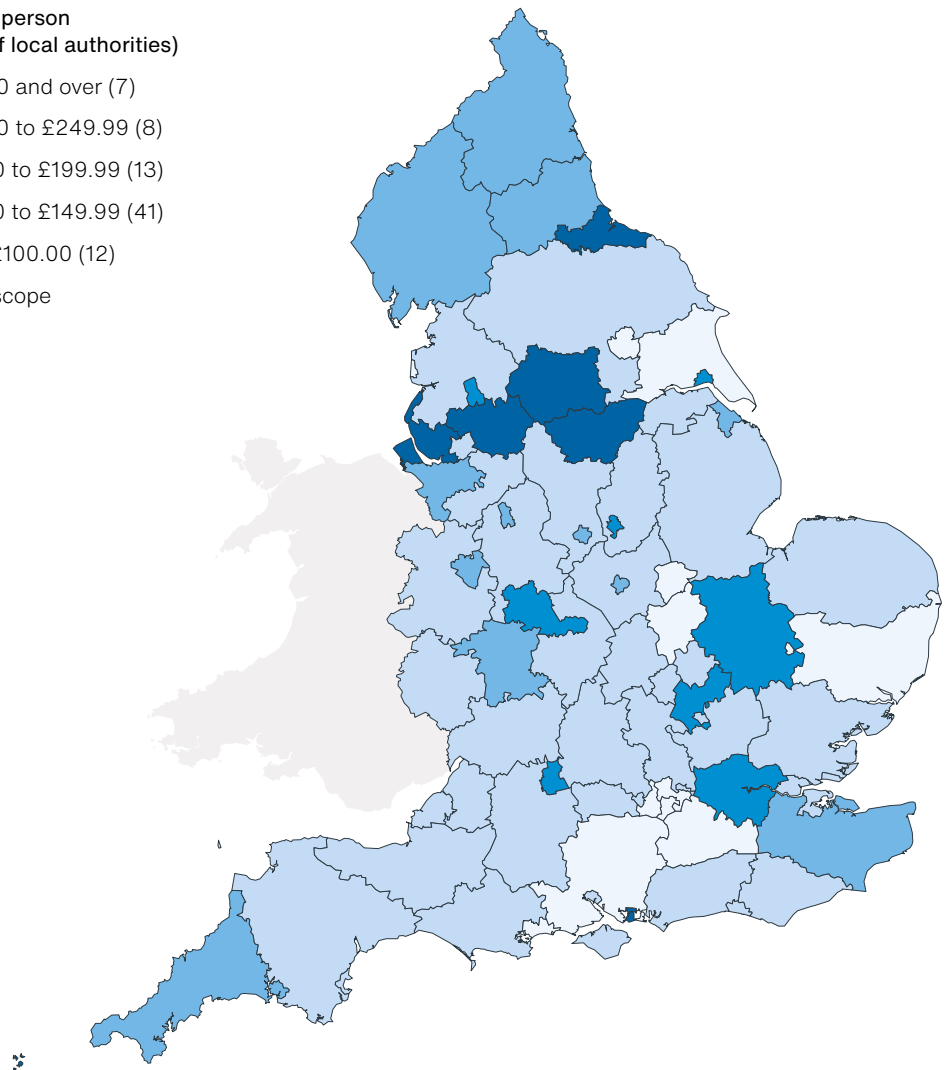 person
f local authorities)
0 and over (7)
0 to £249.99 (8)
0 to £199.99 (13)
0 to £149.99 (41)
£100.00 (12)
scope